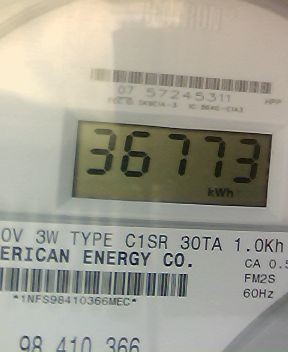 07 57245311
HPP
36773
kWh
0V 3W TYPE C1SR 30TA 1.0Kh
ERICAN ENERGY CO.
CA 0.5
FM2S
*1NFS98410366MEC*
60Hz
98 410 366